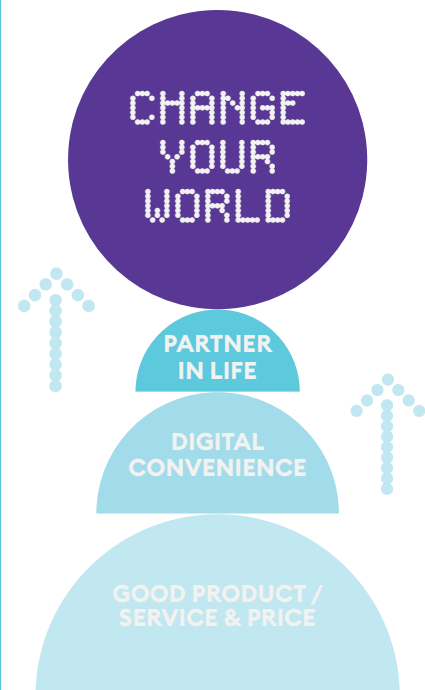 CHANGE
YOUR
WORLD
PARTNER
IN LIFE
DIGITAL
CONVENIENCE
GOOD PRODUCT /
SERVICE & PRICE